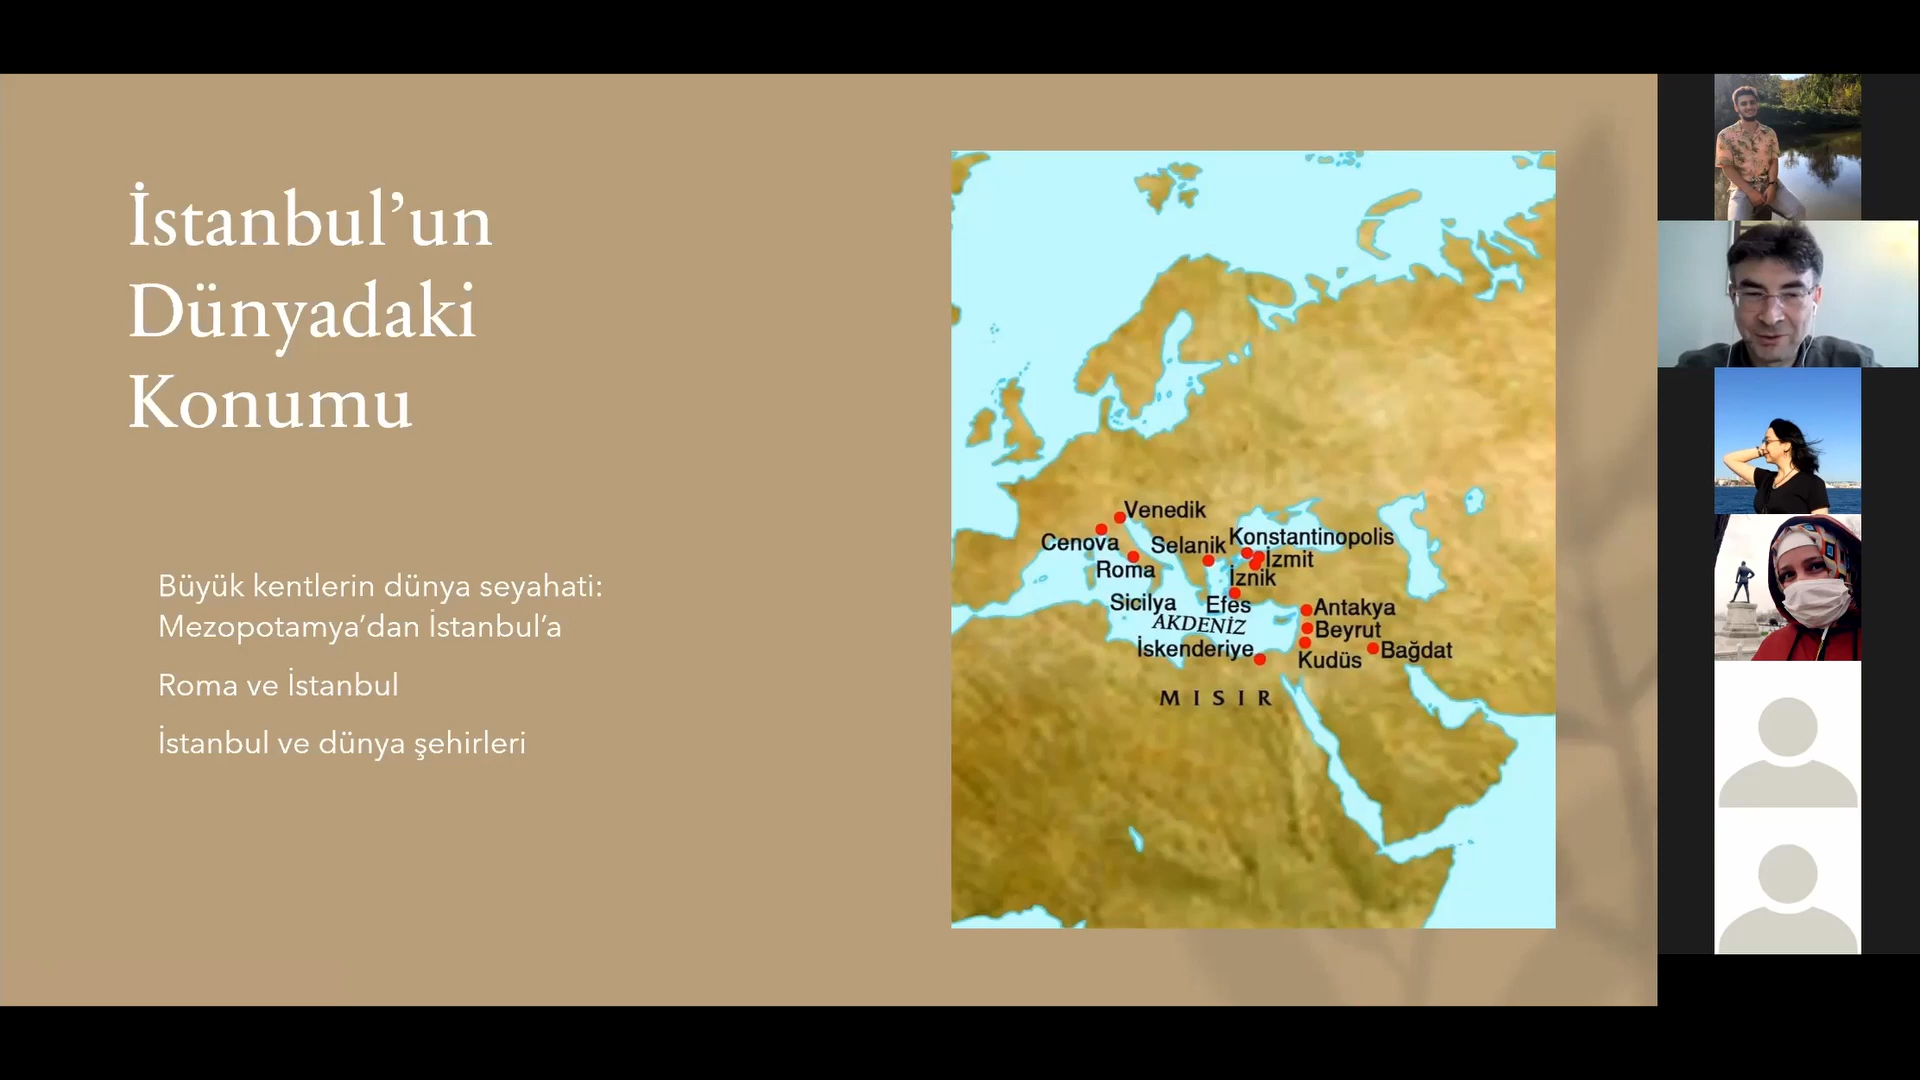 İstanbul’un
Dünyadaki
Konumu
Büyük kentlerin dünya seyahati:
Mezopotamya’dan İstanbul’a
Roma ve İstanbul
İstanbul ve dünya şehirleri
Venedik
Cenova
Selanik
Konstantinopolis
İzmit
Roma
İznik
Sicilya
Efes
Antakya
AKDENİZ
Beyrut
İskenderiye
Kudüs
Bağdat
MISIR